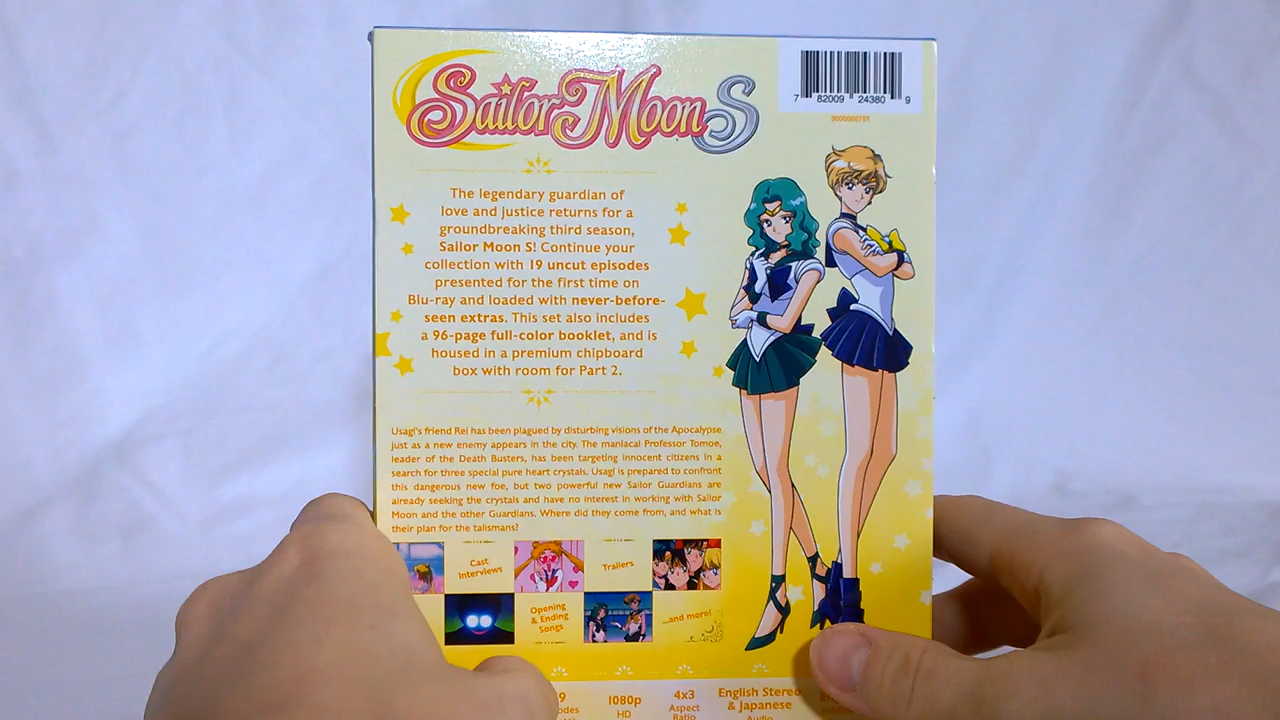 Sailor Moon S
7 82009 24380 9
The legendary guardian of
love and justice returns for a
groundbreaking third season,
Sailor Moon S! Continue your
collection with 19 uncut episodes
presented for the first time on
Blu-ray and loaded with never-before-
seen extras. This set also includes
a 96-page full-color booklet, and is
housed in a premium chipboard
box with room for Part 2.
Usagi's friend Rei has been plagued by disturbing visions of the Apocalypse
just as a new enemy appears in the city. The maniacal Professor Tomoe,
leader of the Death Busters, has been targeting innocent citizens in a
search for three special pure heart crystals. Usagi is prepared to confront
this dangerous new foe, but two powerful new Sailor Guardians are
already seeking the crystals and have no interest in working with Sailor
Moon and the other Guardians. Where did they come from, and what is
their plan for the talismans?
Cast
Interviews
Trailers
Opening
& Ending
Songs
...and more!
1080p
HD
4x3
Aspect
Ratio
English Stereo
& Japanese
Audio